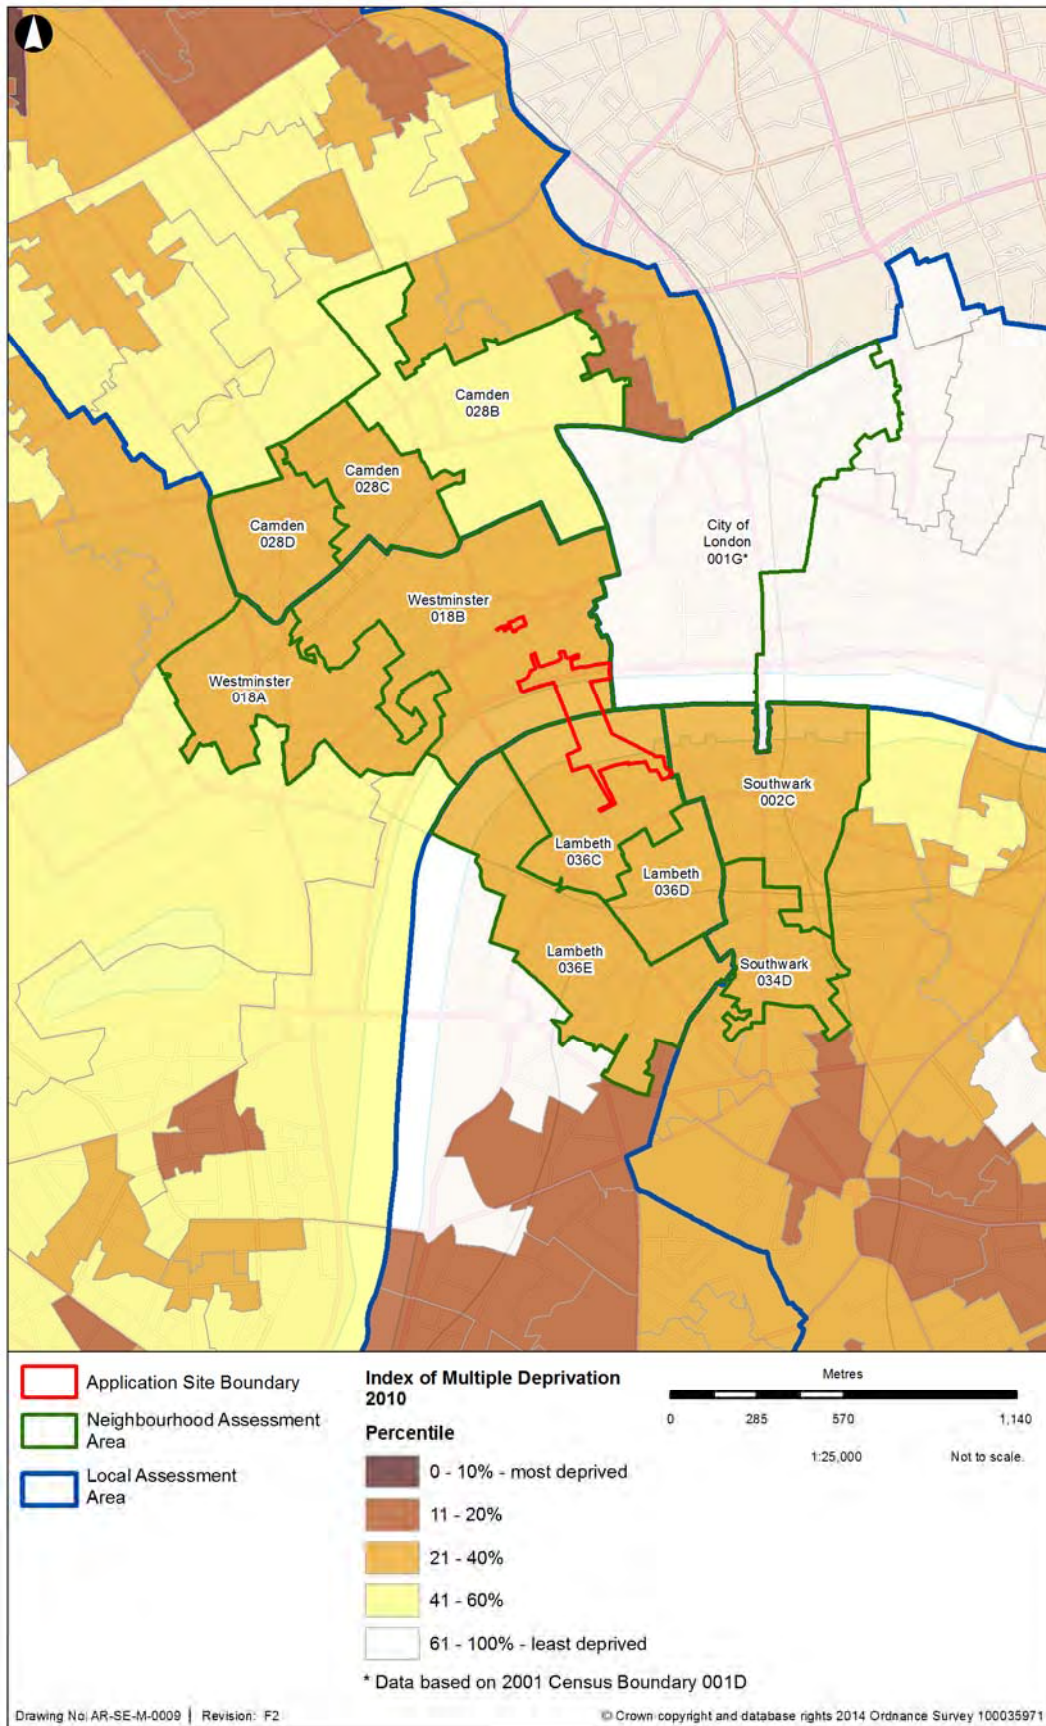 Camden
028B
Camden
028C
Camden
028D
City of
London
001G*
Westminster
018B
Westminster
018A
Southwark
002C
Lambeth
036C
Lambeth
036D
Lambeth
036E
Southwark
034D
Application Site Boundary
Neighbourhood Assessment
Area
Local Assessment
Area
Index of Multiple Deprivation
2010
Percentile
0 - 10% - most deprived
11 - 20%
21 - 40%
41 - 60%
61 - 100% - least deprived
* Data based on 2001 Census Boundary 001D
Metres
0 285 570 1,140
1:25,000 Not to scale.
Drawing No: AR-SE-M-0009 | Revision: F2
© Crown copyright and database rights 2014 Ordnance Survey 100035971